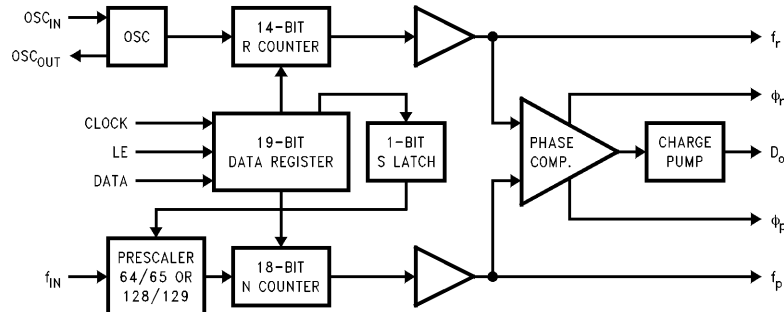 OSC_IN
OSC_OUT
OSC
14-BIT
R COUNTER
f_r
CLOCK
LE
DATA
19-BIT
DATA REGISTER
1-BIT
S LATCH
PHASE
COMP.
CHARGE
PUMP
ϕ_r
D_o
ϕ_p
f_IN
PRESCALER
64/65 OR
128/129
18-BIT
N COUNTER
f_p